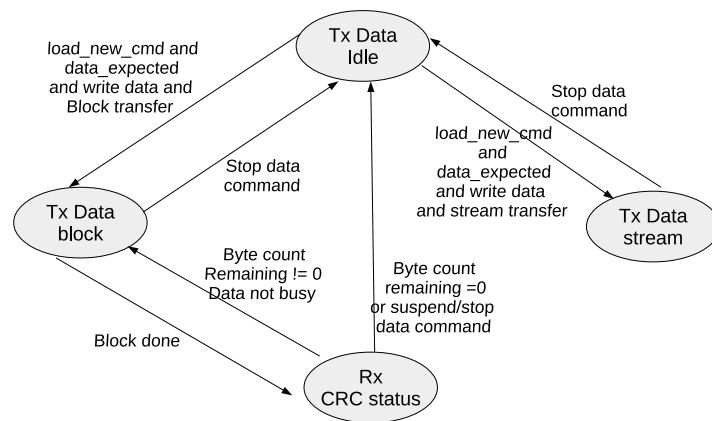 Tx Data
Idle
load_new_cmd and
data_expected
and write data and
Block transfer
Stop data
command
Stop data
command
load_new_cmd
and
data_expected
and write data
and stream transfer
Tx Data
block
Tx Data
stream
Byte count
Remaining != 0
Data not busy
Byte count
remaining =0
or suspend/stop
data command
Block done
Rx
CRC status